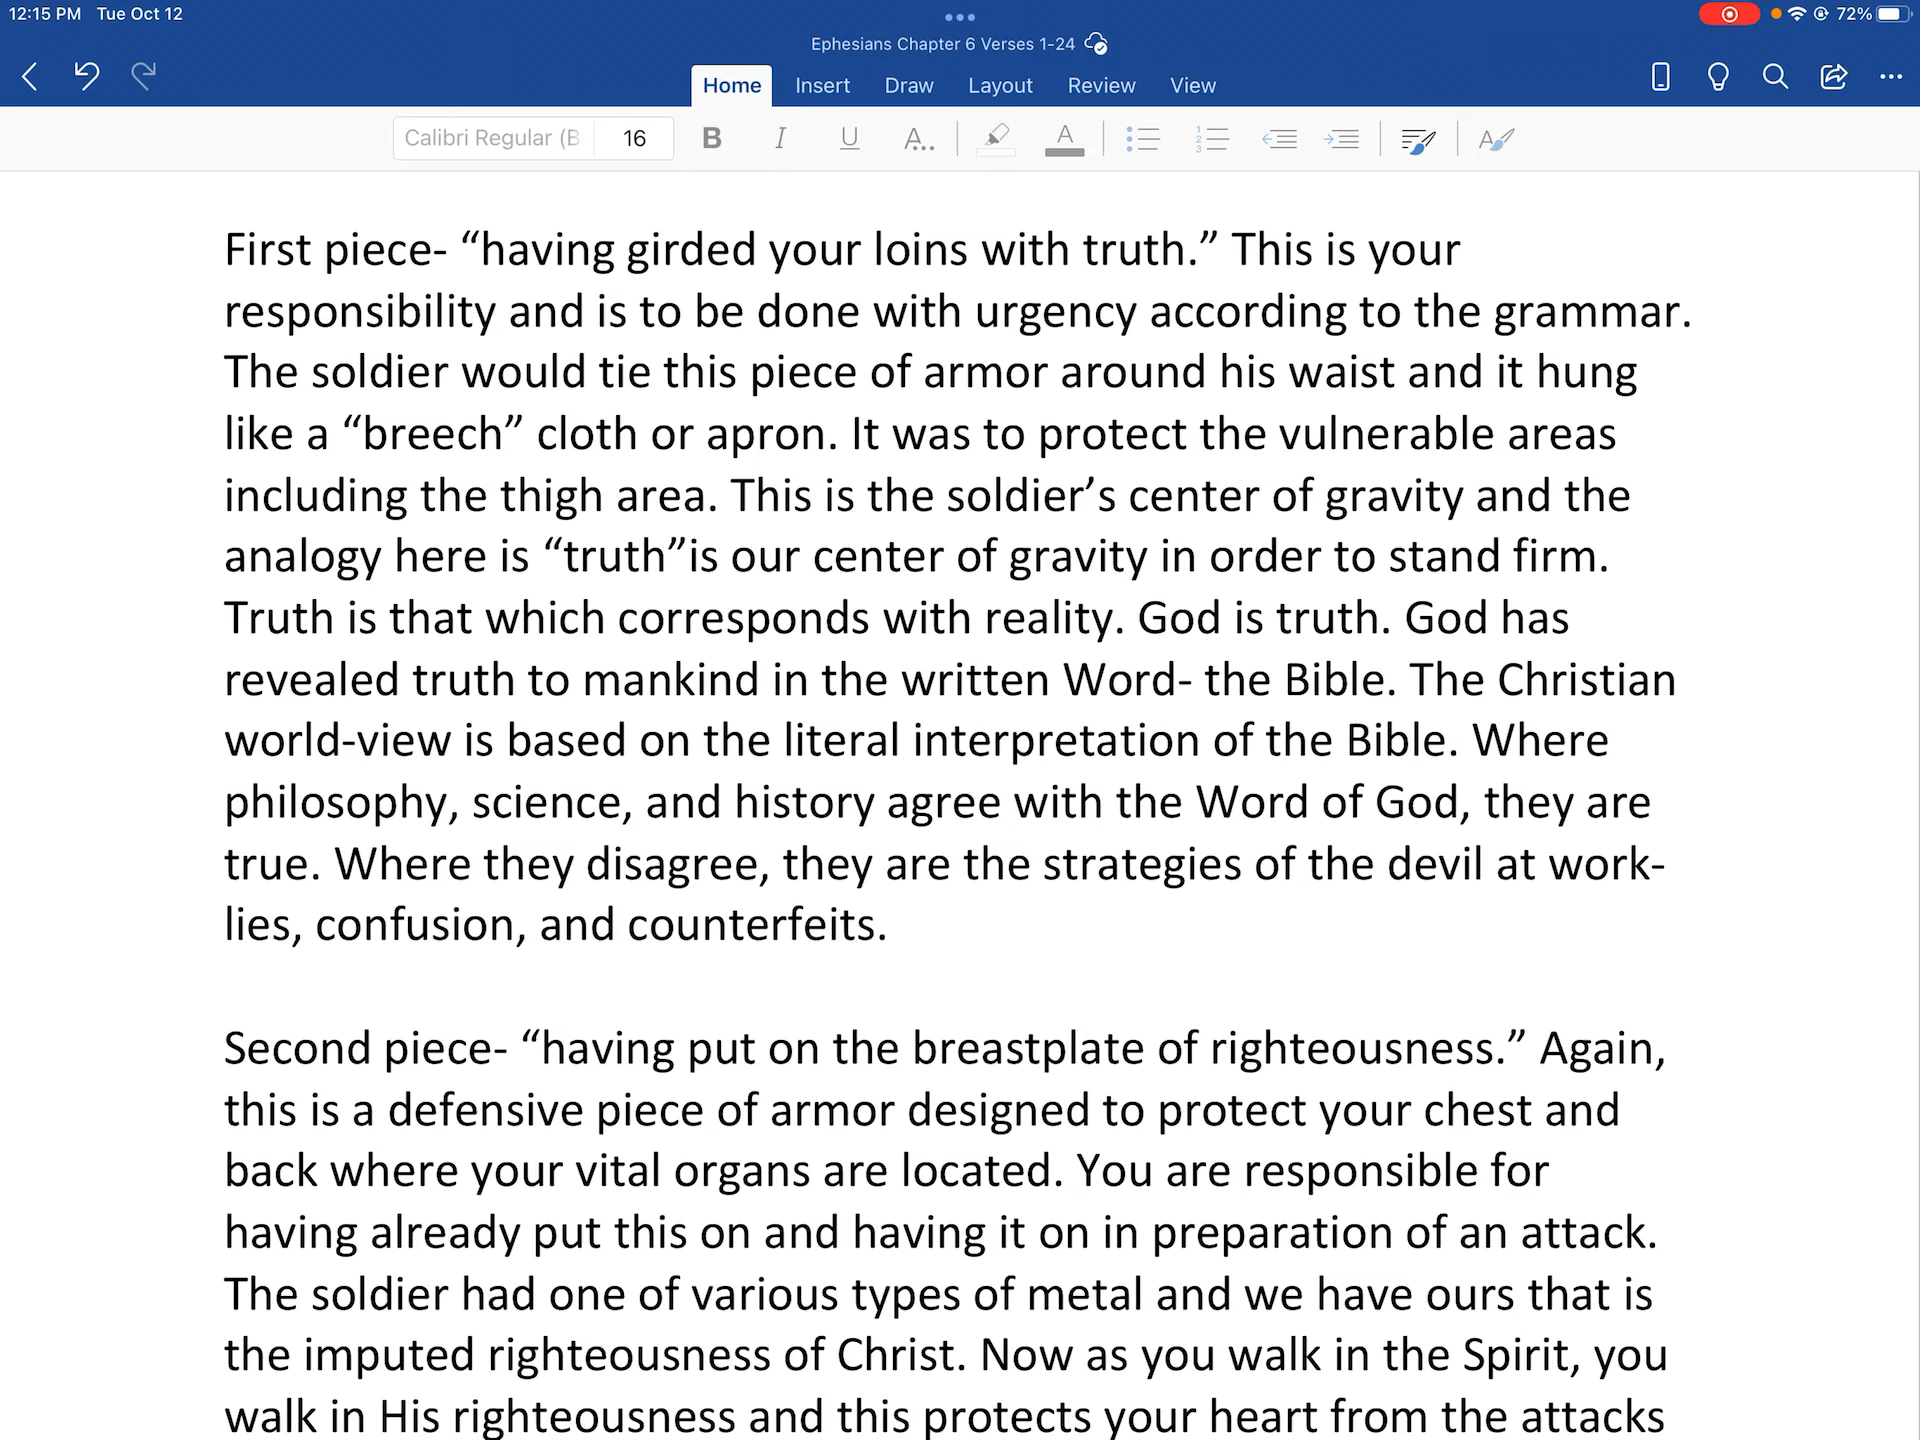 12:15 PM Tue Oct 12
72%
Ephesians Chapter 6 Verses 1-24
Home Insert Draw Layout Review View
Calibri Regular (B 16 B I U A.. A A
First piece- “having girded your loins with truth.” This is your
responsibility and is to be done with urgency according to the grammar.
The soldier would tie this piece of armor around his waist and it hung
like a “breech” cloth or apron. It was to protect the vulnerable areas
including the thigh area. This is the soldier’s center of gravity and the
analogy here is “truth”is our center of gravity in order to stand firm.
Truth is that which corresponds with reality. God is truth. God has
revealed truth to mankind in the written Word- the Bible. The Christian
world-view is based on the literal interpretation of the Bible. Where
philosophy, science, and history agree with the Word of God, they are
true. Where they disagree, they are the strategies of the devil at work-
lies, confusion, and counterfeits.
Second piece- “having put on the breastplate of righteousness.” Again,
this is a defensive piece of armor designed to protect your chest and
back where your vital organs are located. You are responsible for
having already put this on and having it on in preparation of an attack.
The soldier had one of various types of metal and we have ours that is
the imputed righteousness of Christ. Now as you walk in the Spirit, you
walk in His righteousness and this protects your heart from the attacks